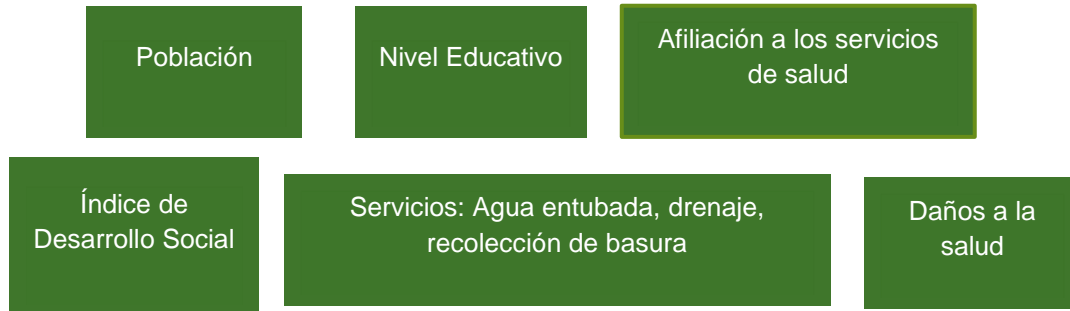 Población
Nivel Educativo
Afiliación a los servicios
de salud
Índice de
Desarrollo Social
Servicios: Agua entubada, drenaje,
recolección de basura
Daños a la
salud